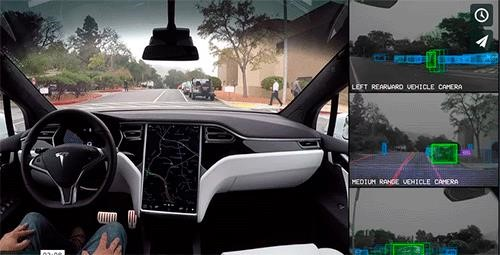 LEFT REARWARD VEHICLE CAMERA
MEDIUM RANGE VEHICLE CAMERA